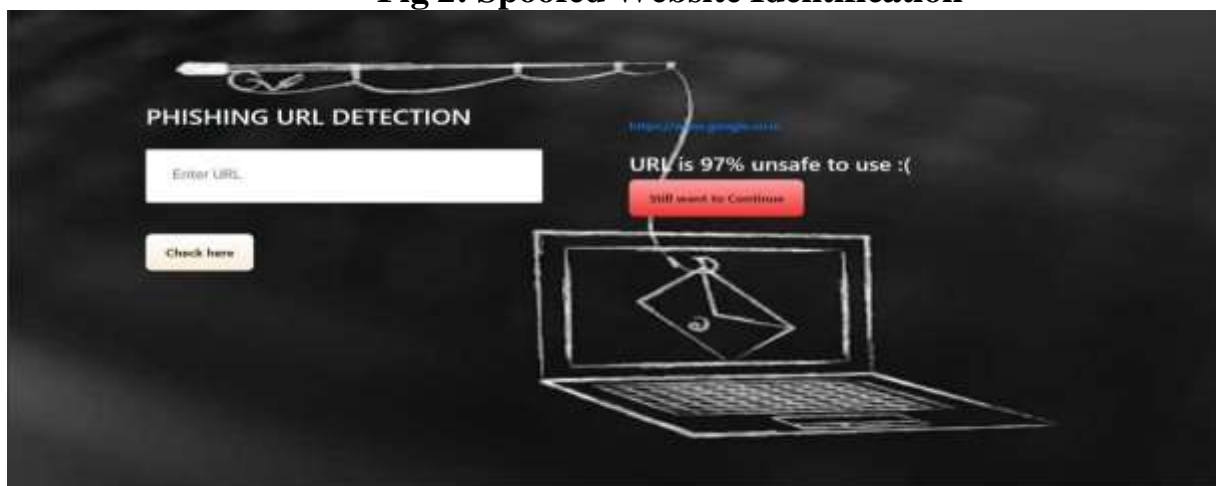 Fig 2: Spoofed Website Identification
PHISHING URL DETECTION
Enter URL
Check here
URL is 97% unsafe to use :(
Still want to Continue